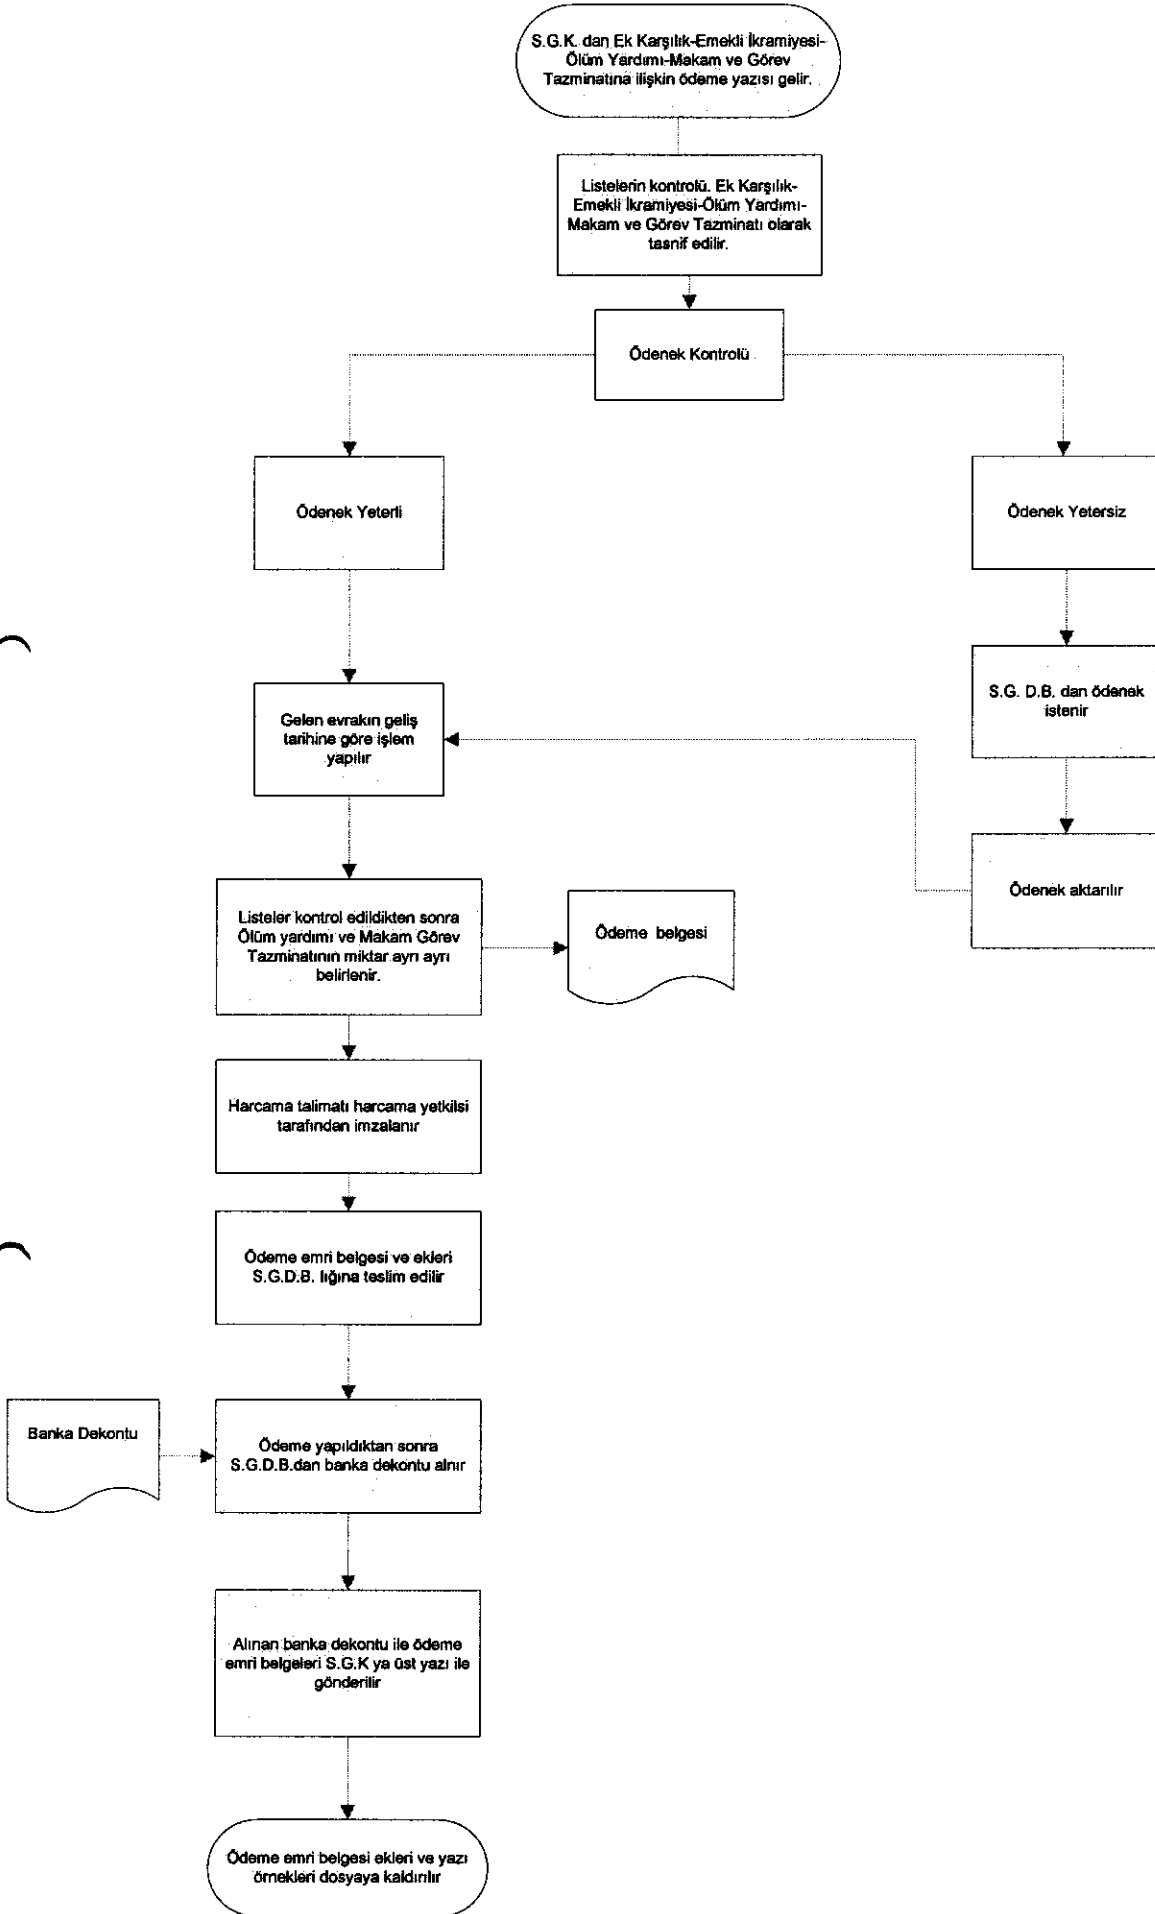 S.G.K. dan Ek Karşılık-Emekli İkramiyesi-
Ölüm Yardımı-Makam ve Görev
Tazminatına ilişkin ödeme yazısı gelir.
Listelerin kontrolü. Ek Karşılık-
Emekli İkramiyesi-Ölüm Yardımı-
Makam ve Görev Tazminatı olarak
tasnif edilir.
Ödenek Kontrolü
Ödenek Yeterli
Ödenek Yetersiz
S.G. D.B. dan ödenek
istenir
Gelen evrakın geliş
tarihine göre işlem
yapılır
Ödenek aktarılır
Listeler kontrol edildikten sonra
Ölüm yardımı ve Makam Görev
Tazminatının miktar ayrı ayrı
belirlenir.
Ödeme belgesi
Harcama talimatı harcama yetkilsi
tarafından imzalanır
Ödeme emri belgesi ve ekleri
S.G.D.B. lığına teslim edilir
Banka Dekontu
Ödeme yapıldıktan sonra
S.G.D.B.dan banka dekontu alnır
Alınan banka dekontu ile ödeme
emri belgeleri S.G.K ya üst yazı ile
gönderilir
Ödeme emri belgesi ekleri ve yazı
örnekleri dosyaya kaldırılır